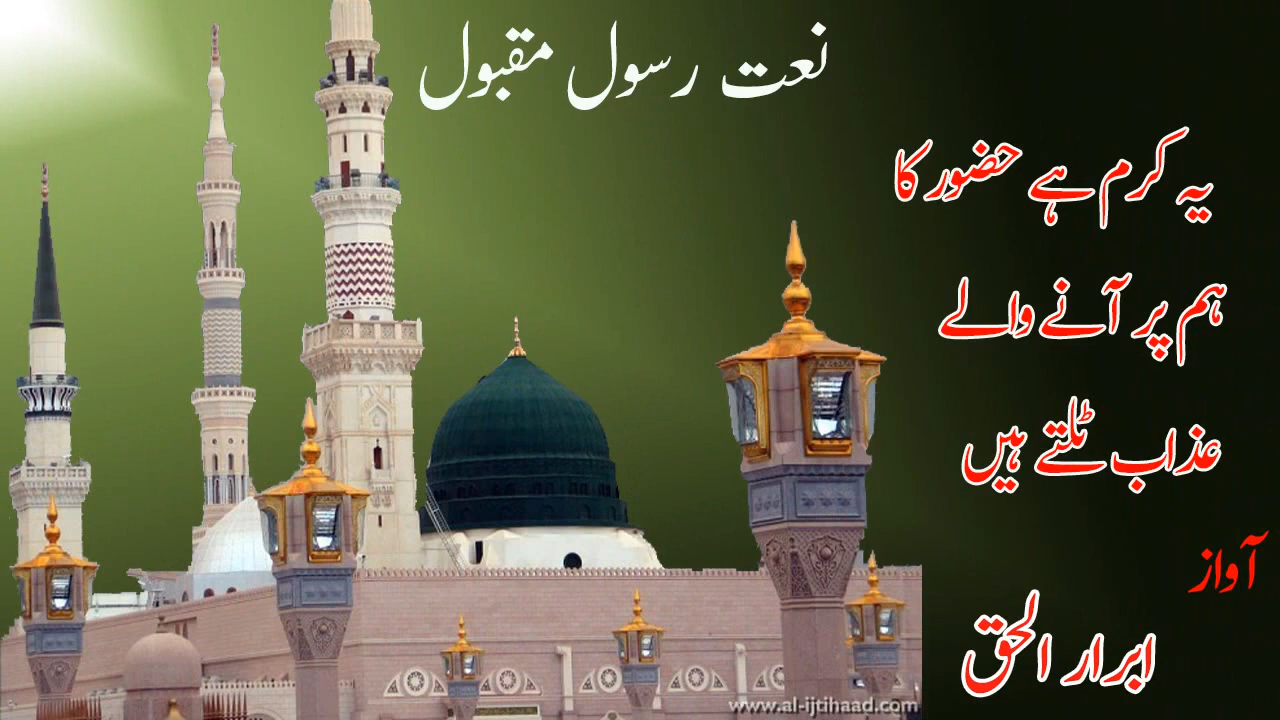 نعت رسول مقبول
یہ کرم ہے حضور کا
ہم پر آنے والے
عذاب ٹلتے ہیں
آواز
ابرار الحق
www.al-ijtihaad.com